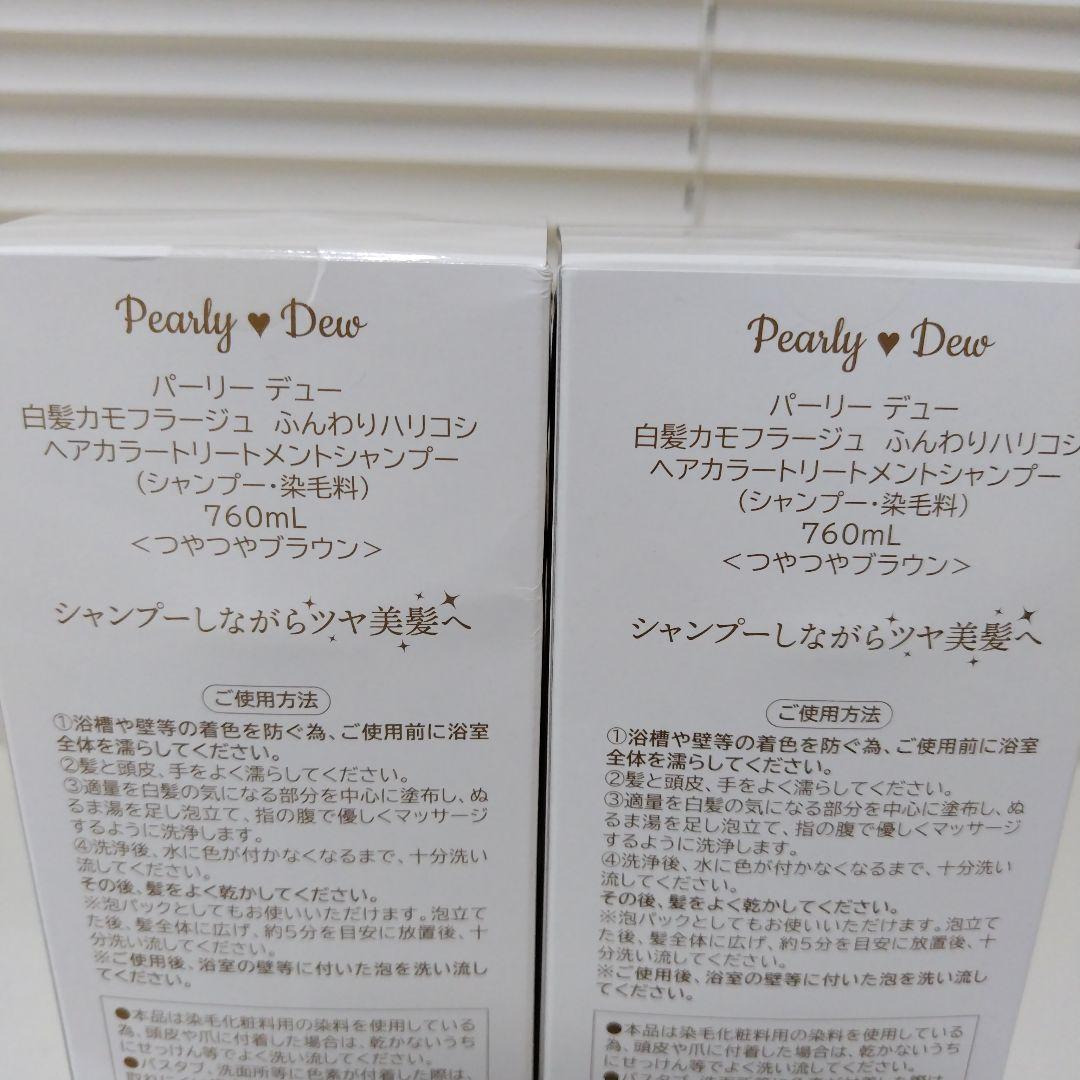 Pearly ♥ Dew
パーリー デュー
白髪カモフラージュ ふんわりハリコシ
ヘアカラートリートメントシャンプー
(シャンプー・染毛料)
760mL
<つやつやブラウン>
シャンプーしながらツヤ美髪へ
ご使用方法
①浴槽や壁等の着色を防ぐ為、ご使用前に浴室
全体を濡らしてください。
②髪と頭皮、手をよく濡らしてください。
③適量を白髪の気になる部分を中心に塗布し、ぬ
るま湯を足し泡立て、指の腹で優しくマッサージ
するように洗浄します。
④洗浄後、水に色が付かなくなるまで、十分洗い
流してください。
その後、髪をよく乾かしてください。
※泡パックとしてもお使いいただけます。泡立て
た後、髪全体に広げ、約5分を目安に放置後、十
分洗い流してください。
※ご使用後、浴室の壁等に付いた泡を洗い流し
てください。
●本品は染毛化粧料用の染料を使用している
為、頭皮や爪に付着した場合は、乾かないうち
にせっけん等でよく洗い流してください。
●バスタブ、洗面所等に色素が付着した際は、
Pearly ♥ Dew
パーリー デュー
白髪カモフラージュ ふんわりハリコシ
ヘアカラートリートメントシャンプー
(シャンプー・染毛料)
760mL
<つやつやブラウン>
シャンプーしながらツヤ美髪へ
ご使用方法
①浴槽や壁等の着色を防ぐ為、ご使用前に浴室
全体を濡らしてください。
②髪と頭皮、手をよく濡らしてください。
③適量を白髪の気になる部分を中心に塗布し、ぬ
るま湯を足し泡立て、指の腹で優しくマッサージ
するように洗浄します。
④洗浄後、水に色が付かなくなるまで、十分洗い
流してください。
その後、髪をよく乾かしてください。
※泡パックとしてもお使いいただけます。泡立て
た後、髪全体に広げ、約5分を目安に放置後、十
分洗い流してください。
※ご使用後、浴室の壁等に付いた泡を洗い流し
てください。
●本品は染毛化粧料用の染料を使用している
為、頭皮や爪に付着した場合は、乾かないうち
にせっけん等でよく洗い流してください。